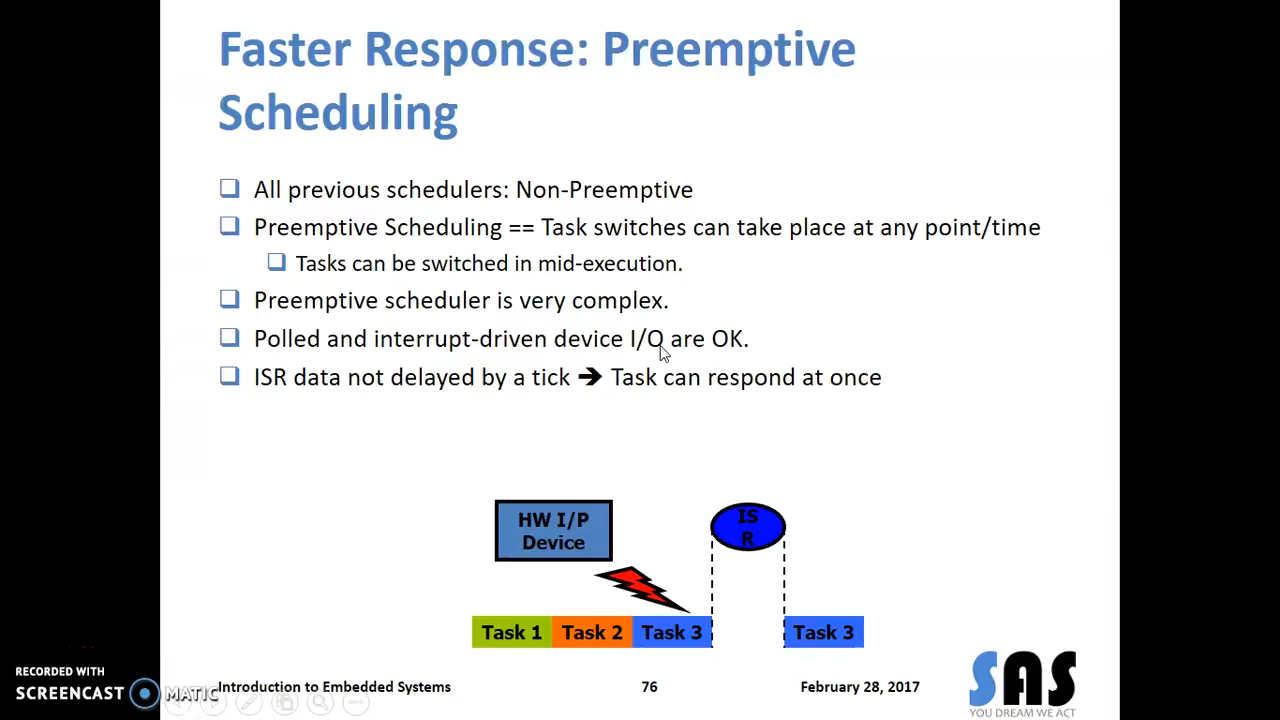 Faster Response: Preemptive
Scheduling
All previous schedulers: Non-Preemptive
Preemptive Scheduling == Task switches can take place at any point/time
Tasks can be switched in mid-execution.
Preemptive scheduler is very complex.
Polled and interrupt-driven device I/O are OK.
ISR data not delayed by a tick ➔ Task can respond at once
HW I/P
Device
IS
R
Task 1 Task 2 Task 3 Task 3
RECORDED WITH
SCREENCAST MATIC
Introduction to Embedded Systems 76 February 28, 2017
SAS
YOU DREAM WE ACT